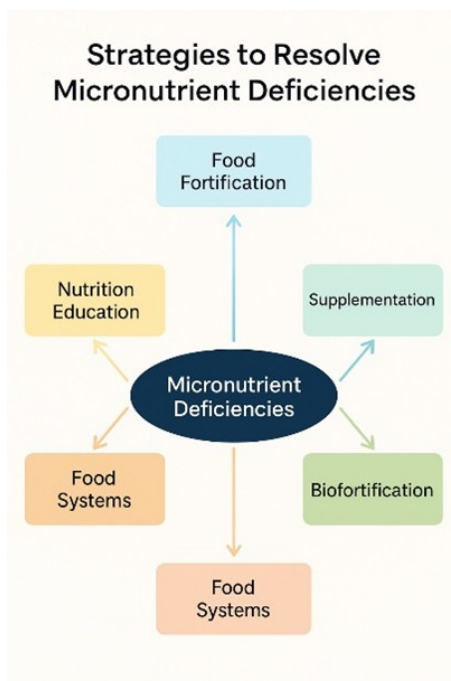 Strategies to Resolve
Micronutrient Deficiencies
Food
Fortification
Nutrition
Education
Supplementation
Micronutrient
Deficiencies
Food
Systems
Biofortification
Food
Systems